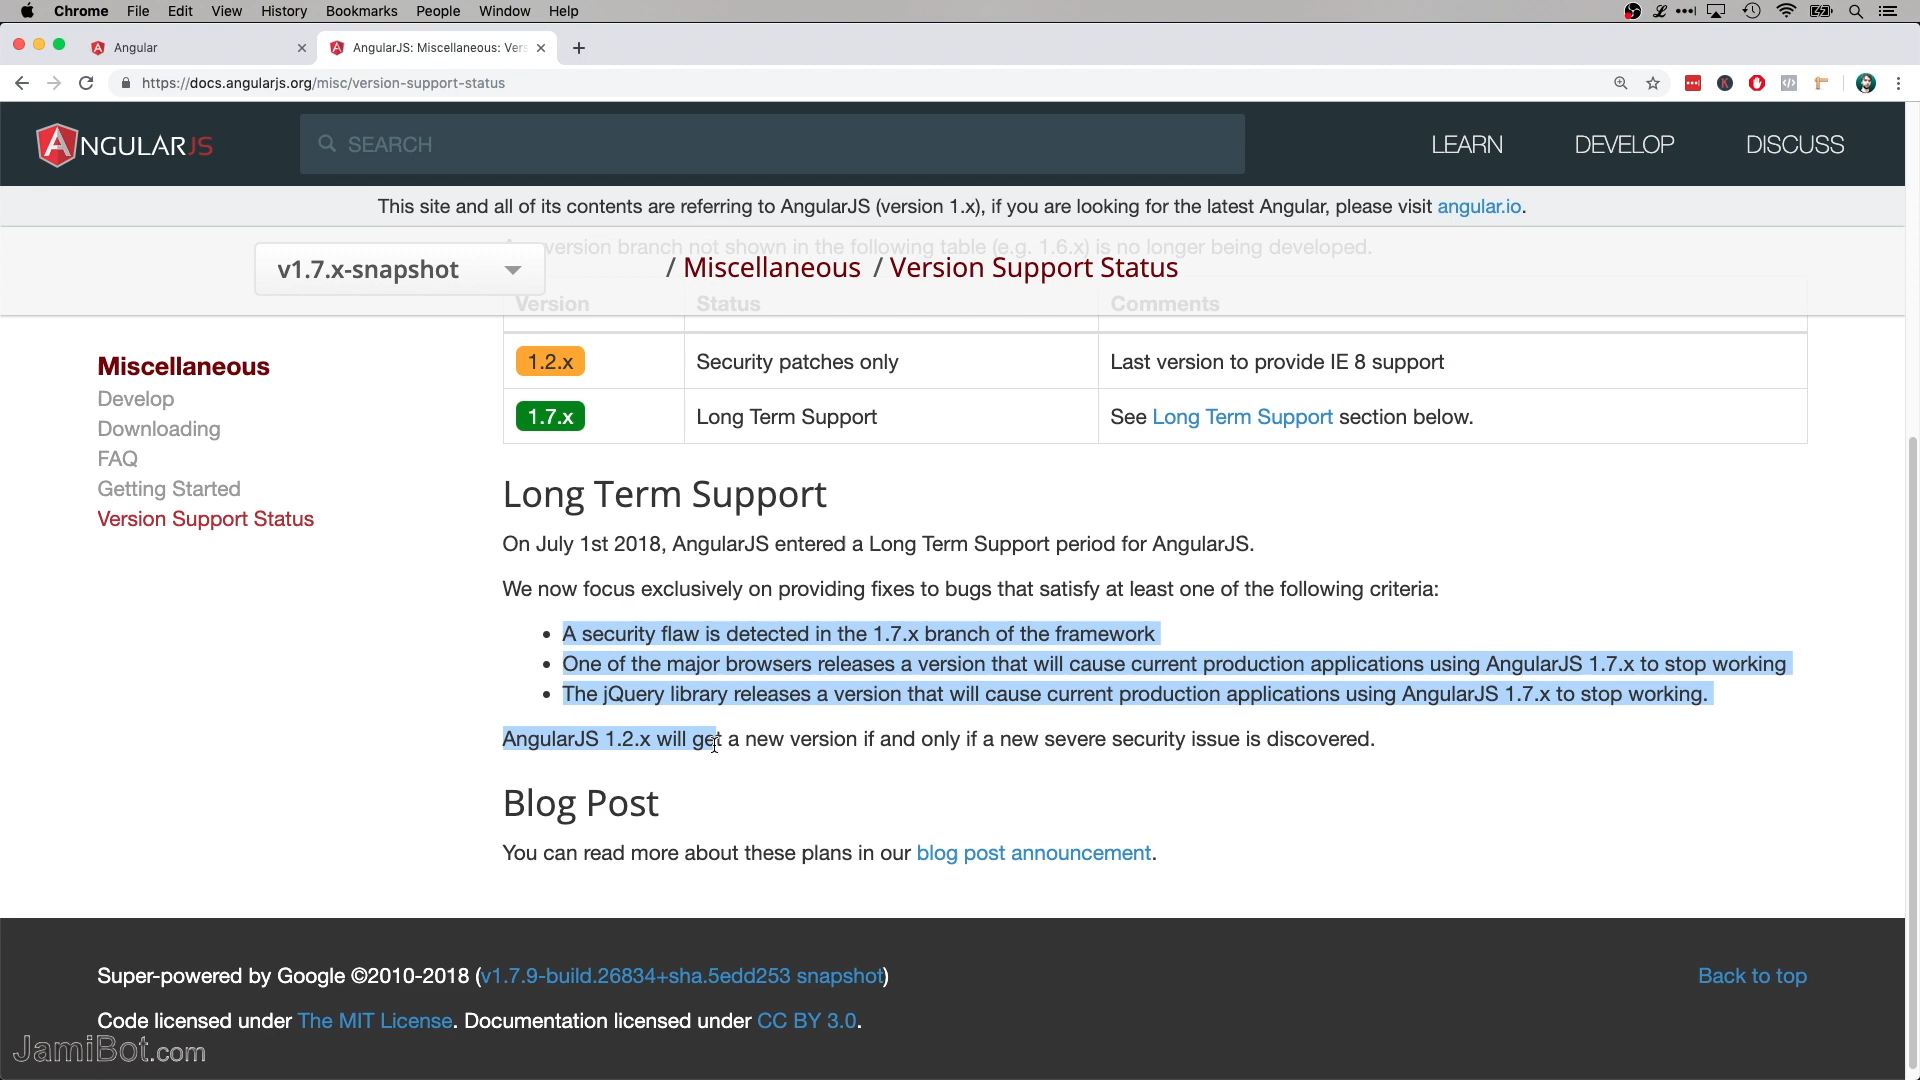 Chrome File Edit View History Bookmarks People Window Help
Angular
AngularJS: Miscellaneous: Vers
https://docs.angularjs.org/misc/version-support-status
ANGULARJS
SEARCH
LEARN DEVELOP DISCUSS
This site and all of its contents are referring to AngularJS (version 1.x), if you are looking for the latest Angular, please visit angular.io.
version branch not shown in the following table (e.g. 1.6.x) is no longer being developed.
v1.7.x-snapshot
/ Miscellaneous / Version Support Status
Version Status Comments
1.2.x Security patches only Last version to provide IE 8 support
1.7.x Long Term Support See Long Term Support section below.
Miscellaneous
Develop
Downloading
FAQ
Getting Started
Version Support Status
Long Term Support
On July 1st 2018, AngularJS entered a Long Term Support period for AngularJS.
We now focus exclusively on providing fixes to bugs that satisfy at least one of the following criteria:
• A security flaw is detected in the 1.7.x branch of the framework
• One of the major browsers releases a version that will cause current production applications using AngularJS 1.7.x to stop working
• The jQuery library releases a version that will cause current production applications using AngularJS 1.7.x to stop working.
AngularJS 1.2.x will get a new version if and only if a new severe security issue is discovered.
Blog Post
You can read more about these plans in our blog post announcement.
Super-powered by Google ©2010-2018 (v1.7.9-build.26834+sha.5edd253 snapshot)
Back to top
Code licensed under The MIT License. Documentation licensed under CC BY 3.0.
JamiBot.com